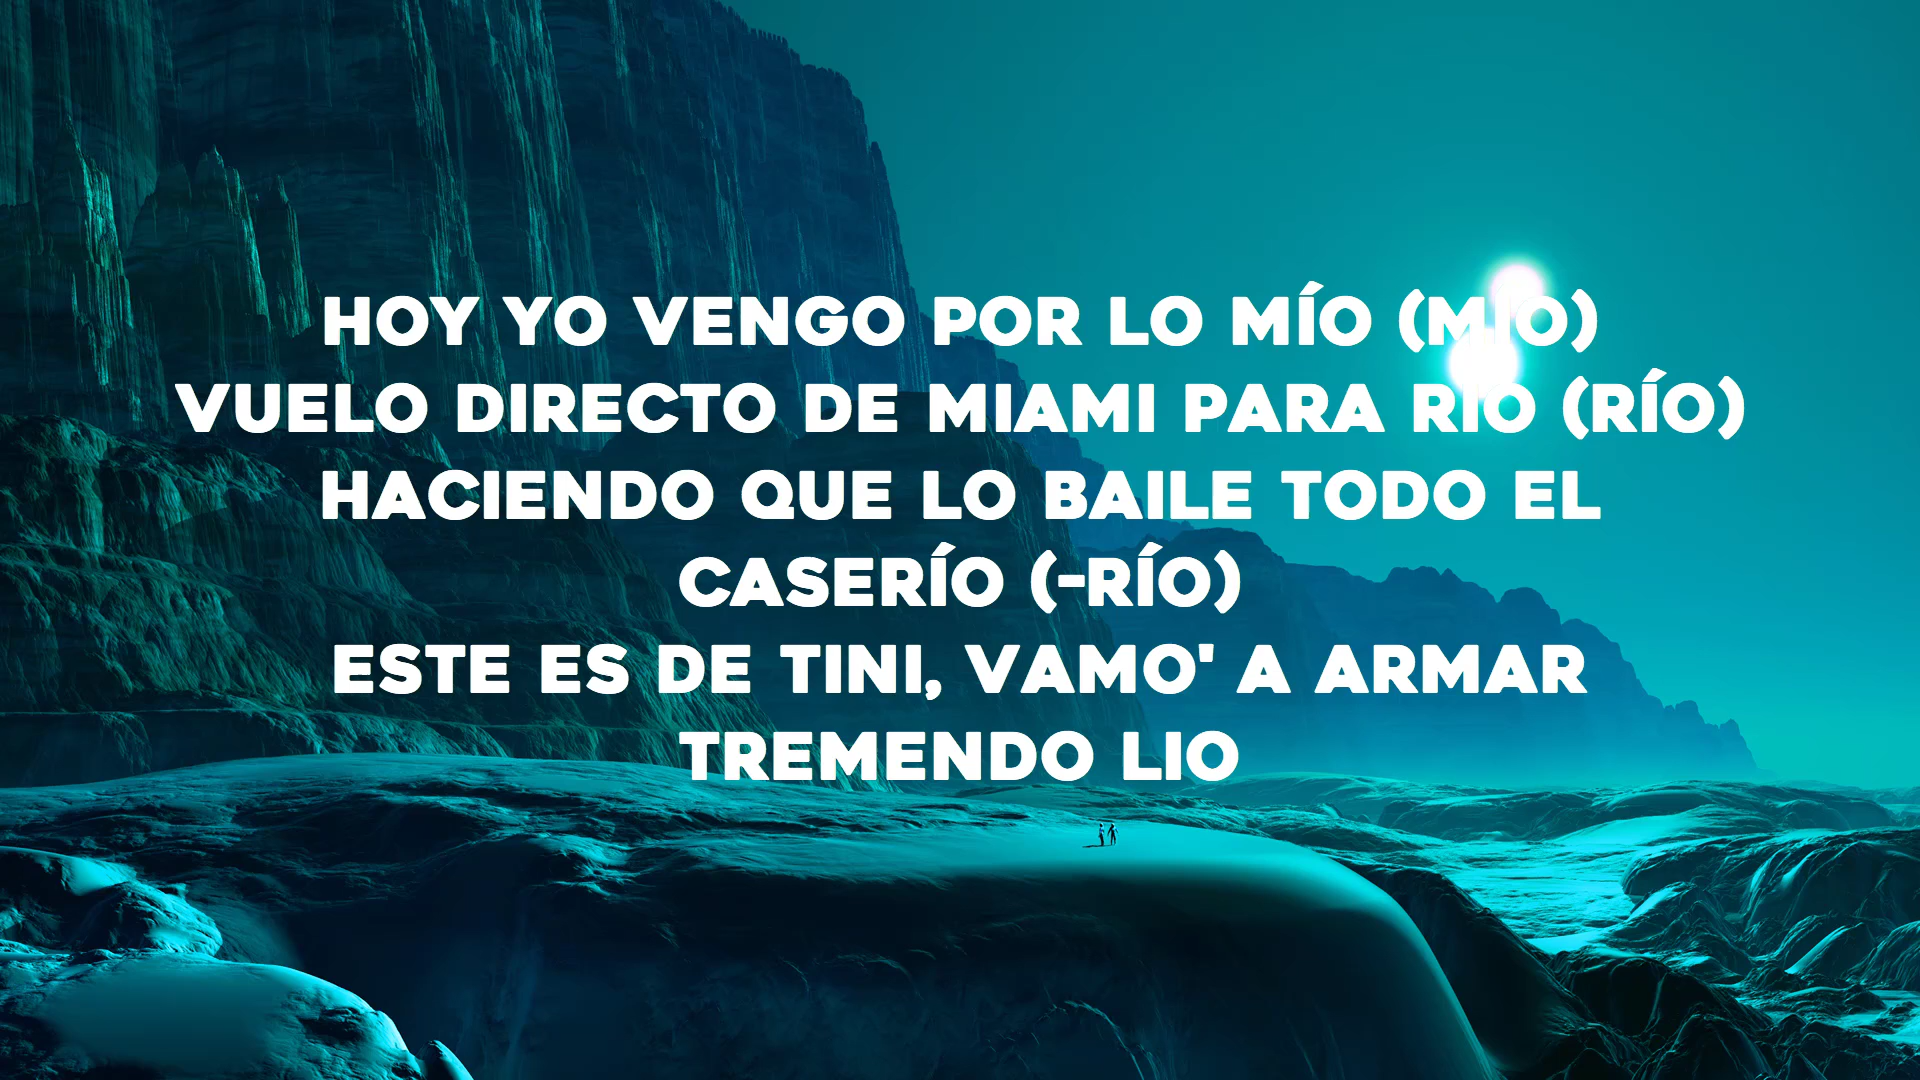 HOY YO VENGO POR LO MÍO (MÍO)
VUELO DIRECTO DE MIAMI PARA RÍO (RÍO)
HACIENDO QUE LO BAILE TODO EL
CASERÍO (-RÍO)
ESTE ES DE TINI, VAMO' A ARMAR
TREMENDO LIO